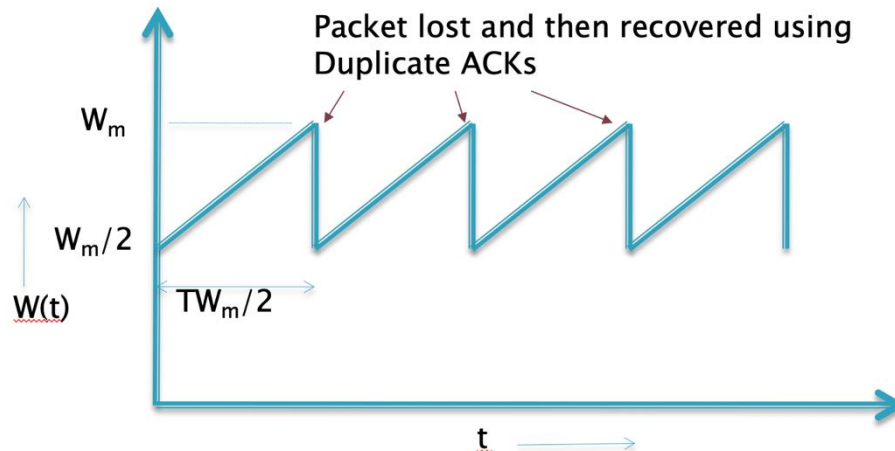 Packet lost and then recovered using
Duplicate ACKs
Wₘ
Wₘ/2
W(t)
TWₘ/2
t